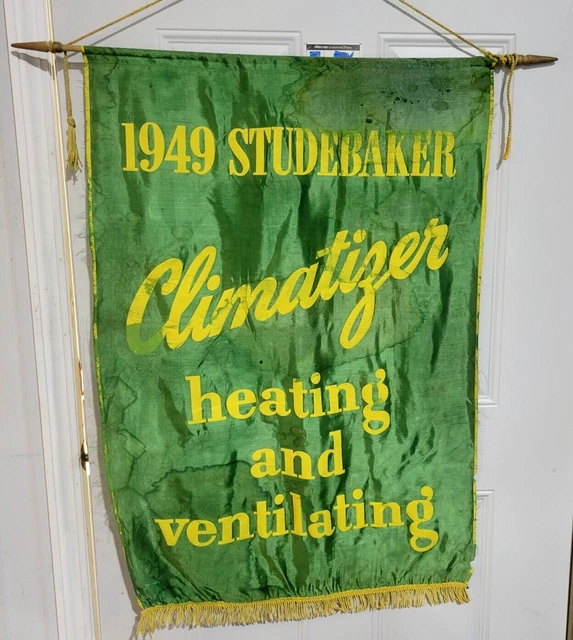 1949 STUDEBAKER
Climatizer
heating
and
ventilating